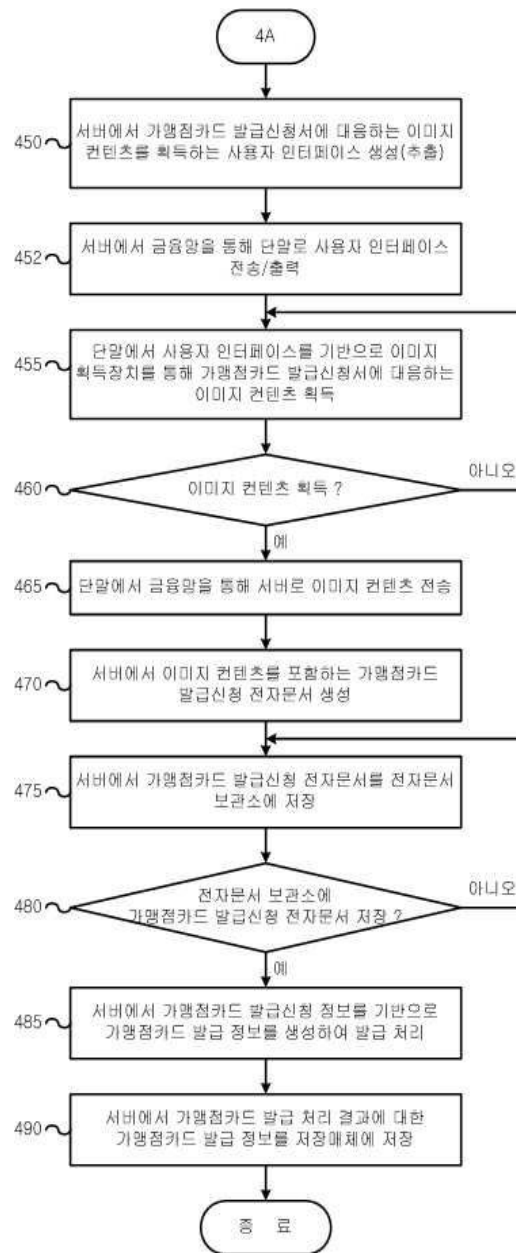 4A
450
서버에서 가맹점카드 발급신청서에 대응하는 이미지
컨텐츠를 획득하는 사용자 인터페이스 생성(추출)
452
서버에서 금융망을 통해 단말로 사용자 인터페이스
전송/출력
455
단말에서 사용자 인터페이스를 기반으로 이미지
획득장치를 통해 가맹점카드 발급신청서에 대응하는
이미지 컨텐츠 획득
460
이미지 컨텐츠 획득 ?
아니오
예
465
단말에서 금융망을 통해 서버로 이미지 컨텐츠 전송
470
서버에서 이미지 컨텐츠를 포함하는 가맹점카드
발급신청 전자문서 생성
475
서버에서 가맹점카드 발급신청 전자문서를 전자문서
보관소에 저장
480
전자문서 보관소에
가맹점카드 발급신청 전자문서 저장 ?
아니오
예
485
서버에서 가맹점카드 발급신청 정보를 기반으로
가맹점카드 발급 정보를 생성하여 발급 처리
490
서버에서 가맹점카드 발급 처리 결과에 대한
가맹점카드 발급 정보를 저장매체에 저장
종 료